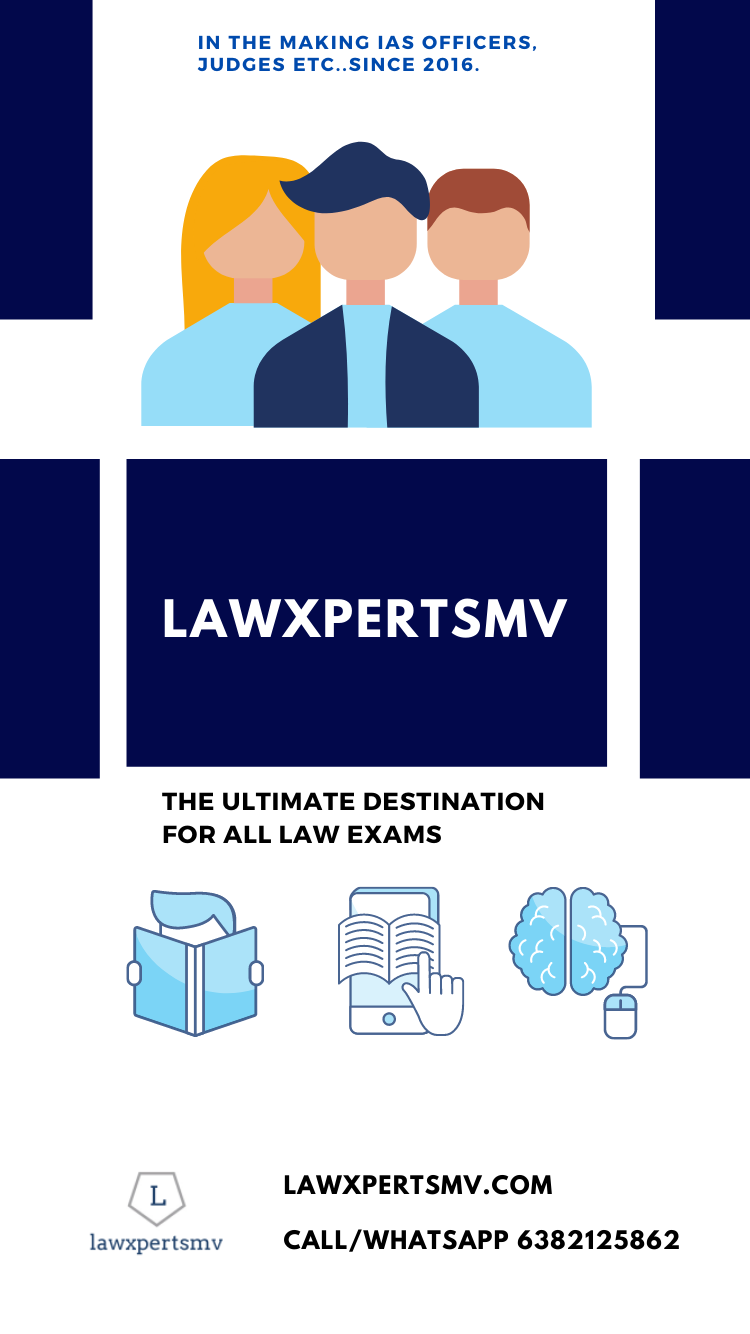 IN THE MAKING IAS OFFICERS,
JUDGES ETC..SINCE 2016.
LAWXPERTSMV
THE ULTIMATE DESTINATION
FOR ALL LAW EXAMS
L
lawxpertsmv
LAWXPERTSMV.COM
CALL/WHATSAPP 6382125862